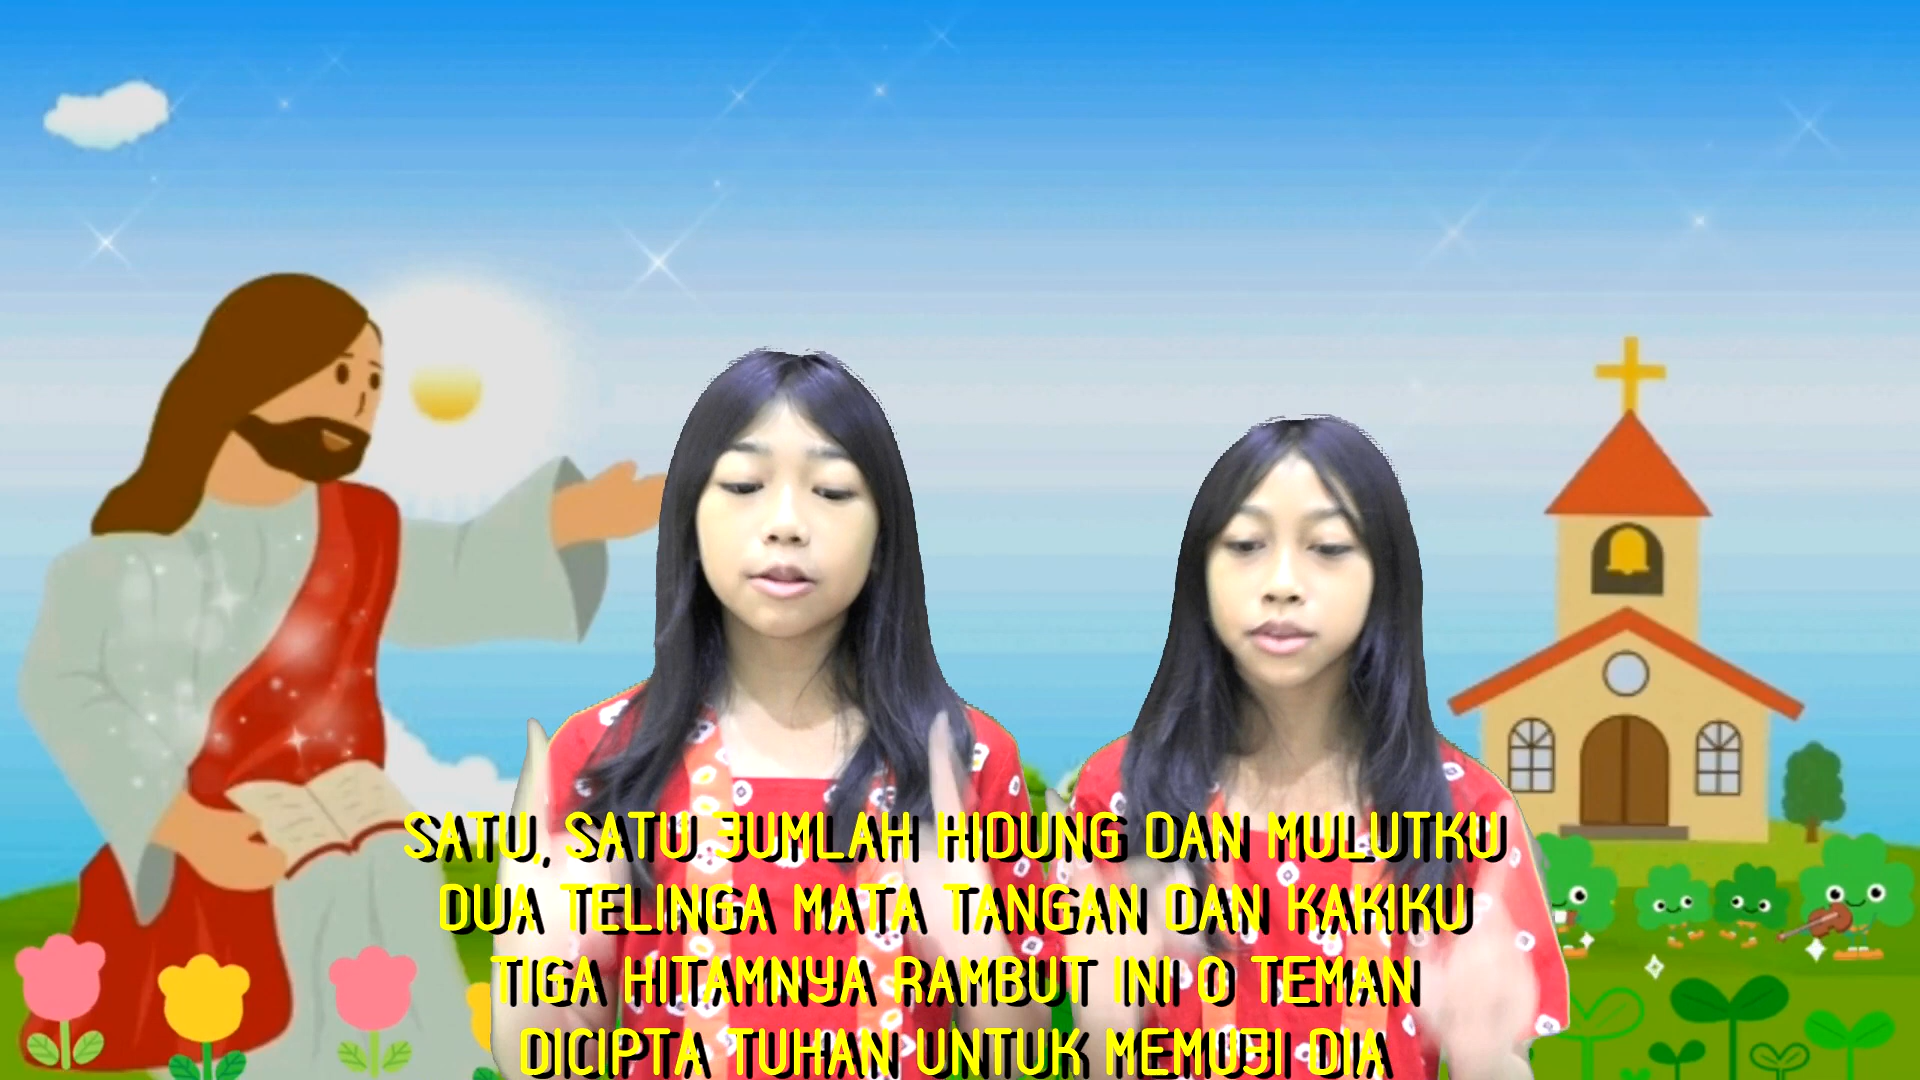 SATU, SATU JUMLAH HIDUNG DAN MULUTKU
DUA TELINGA MATA TANGAN DAN KAKIKU
TIGA HITAMNYA RAMBUT INI O TEMAN
DICIPTA TUHAN UNTUK MEMUJI DIA